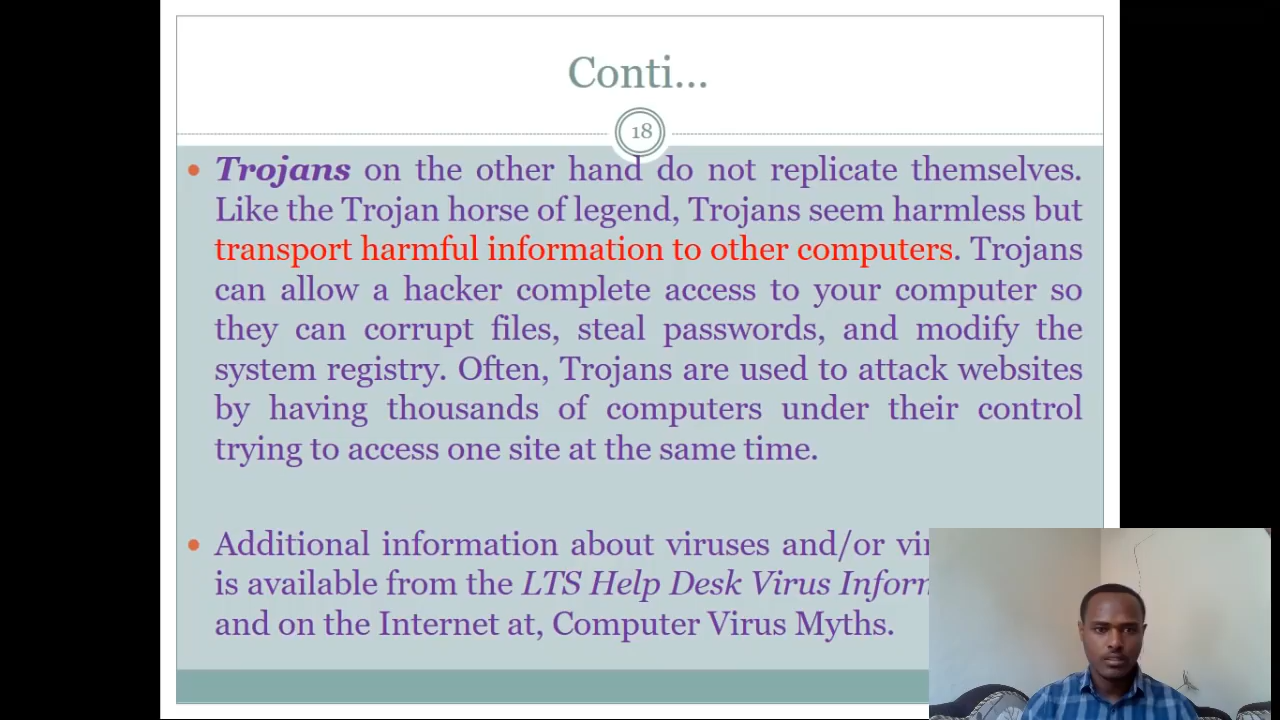 Conti…
18
• Trojans on the other hand do not replicate themselves.
Like the Trojan horse of legend, Trojans seem harmless but
transport harmful information to other computers. Trojans
can allow a hacker complete access to your computer so
they can corrupt files, steal passwords, and modify the
system registry. Often, Trojans are used to attack websites
by having thousands of computers under their control
trying to access one site at the same time.
• Additional information about viruses and/or
is available from the LTS Help Desk Virus
and on the Internet at, Computer Virus Myths.